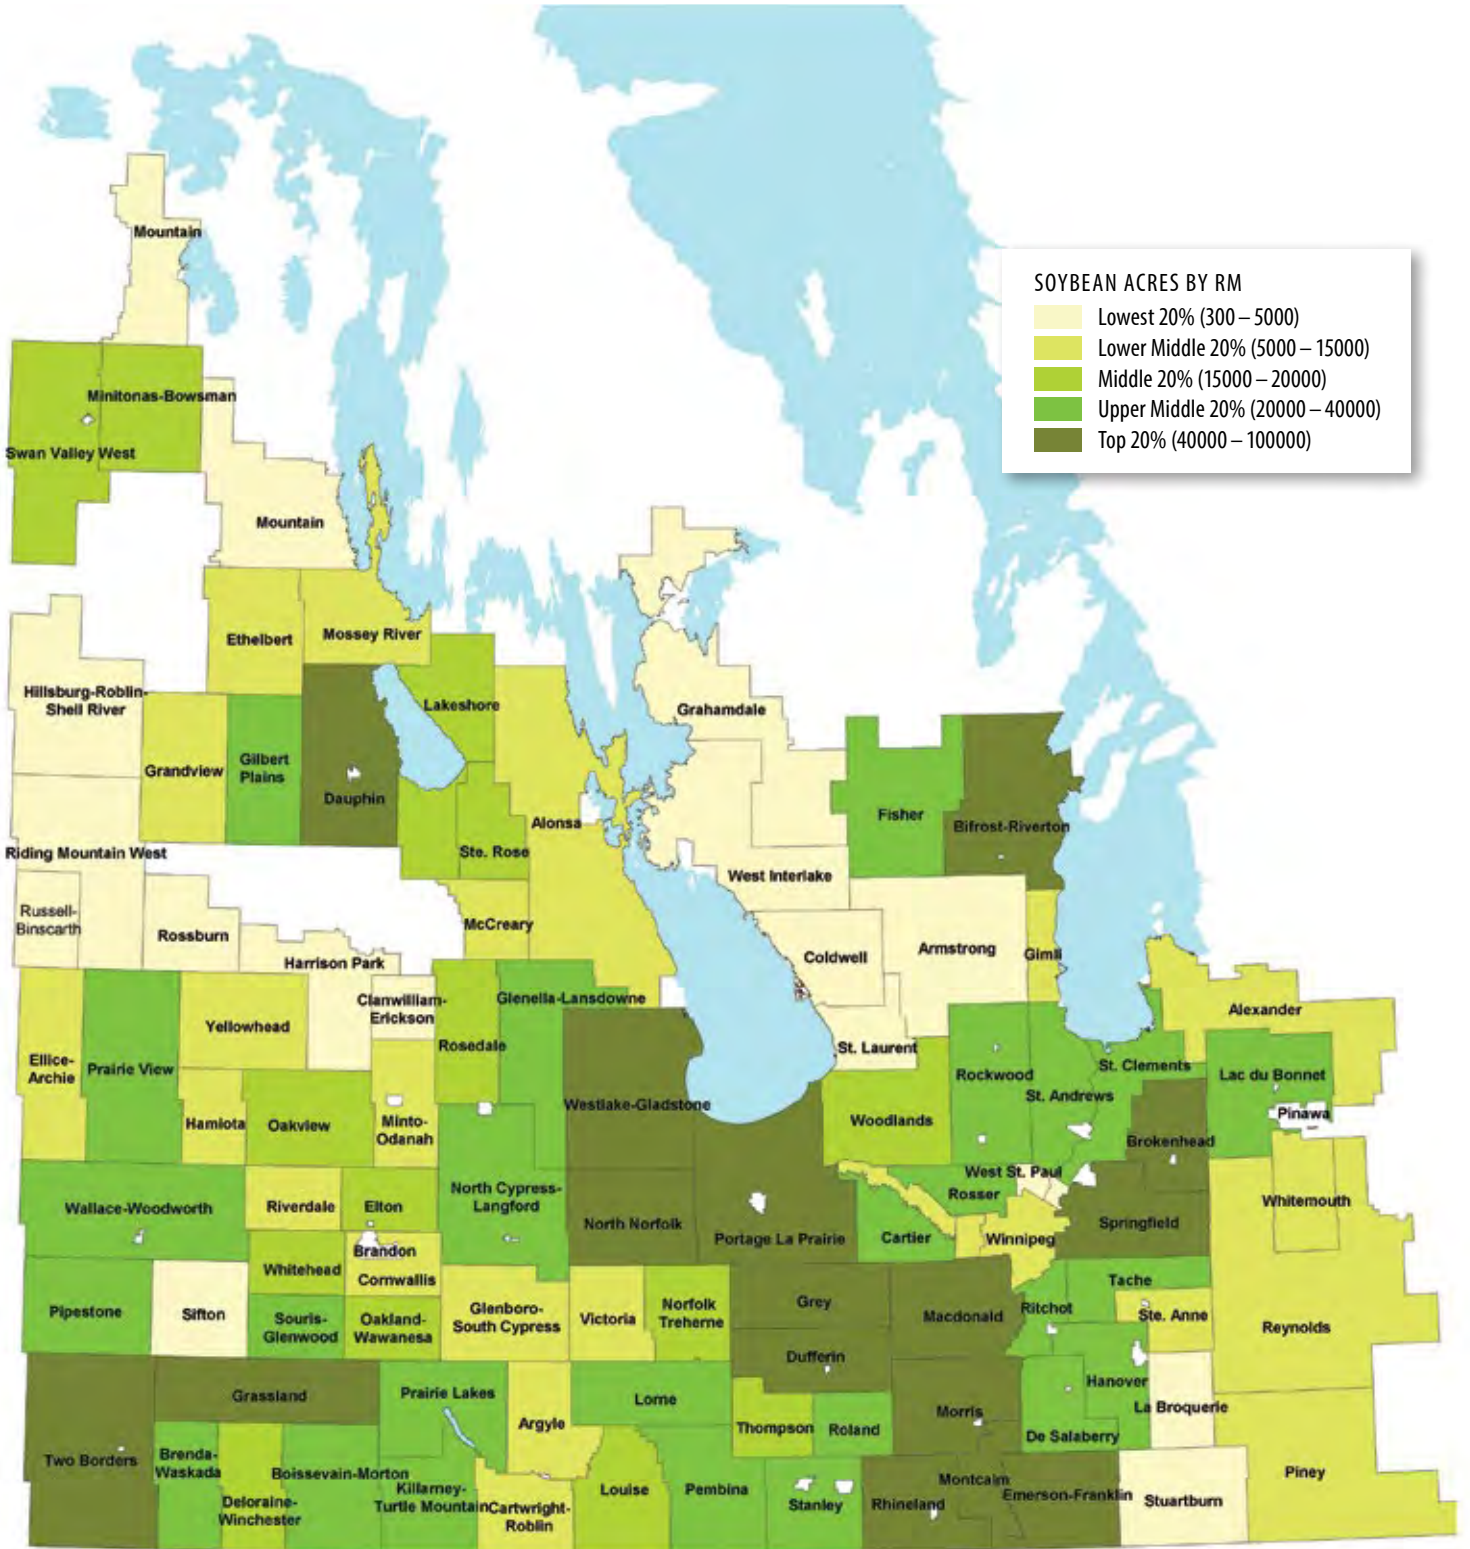 Mountain
SOYBEAN ACRES BY RM
Lowest 20% (300 – 5000)
Lower Middle 20% (5000 – 15000)
Middle 20% (15000 – 20000)
Upper Middle 20% (20000 – 40000)
Top 20% (40000 – 100000)
Minitonas-Bowsman
Swan Valley West
Mountain
Ethelbert
Mossey River
Hillsburg-Roblin-
Shell River
Lakeshore
Grahamdale
Grandview
Gilbert
Plains
Dauphin
Alonsa
Fisher
Bifrost-Riverton
Riding Mountain West
Ste. Rose
West Interlake
Russell-
Binscarth
Rossburn
McCreary
Harrison Park
Coldwell
Armstrong
Gimli
Clanwilliam-
Erickson
Glenella-Lansdowne
Alexander
Yellowhead
Rosedale
St. Laurent
Ellice-
Archie
Prairie View
Rockwood
St. Clements
Lac du Bonnet
St. Andrews
Westlake-Gladstone
Pinawa
Hamiota
Oakview
Minto-
Odanah
Woodlands
Brokenhead
West St. Paul
Wallace-Woodworth
Riverdale
Elton
North Cypress-
Langford
Rosser
Whitemouth
North Norfolk
Portage La Prairie
Cartier
Winnipeg
Springfield
Brandon
Whitehead
Cornwallis
Tache
Pipestone
Sifton
Souris-
Glenwood
Oakland-
Wawanesa
Glenboro-
South Cypress
Victoria
Norfolk
Treherne
Grey
Macdonald
Ritchot
Ste. Anne
Reynolds
Dufferin
Grassland
Prairie Lakes
Lorne
Hanover
La Broquerie
Argyle
Thompson
Roland
Morris
De Salaberry
Two Borders
Brenda-
Waskada
Boissevain-Morton
Killarney-
Turtle Mountain
Deloraine-
Winchester
Cartwright-
Roblin
Louise
Pembina
Stanley
Rhineland
Montcalm
Emerson-Franklin
Stuartburn
Piney